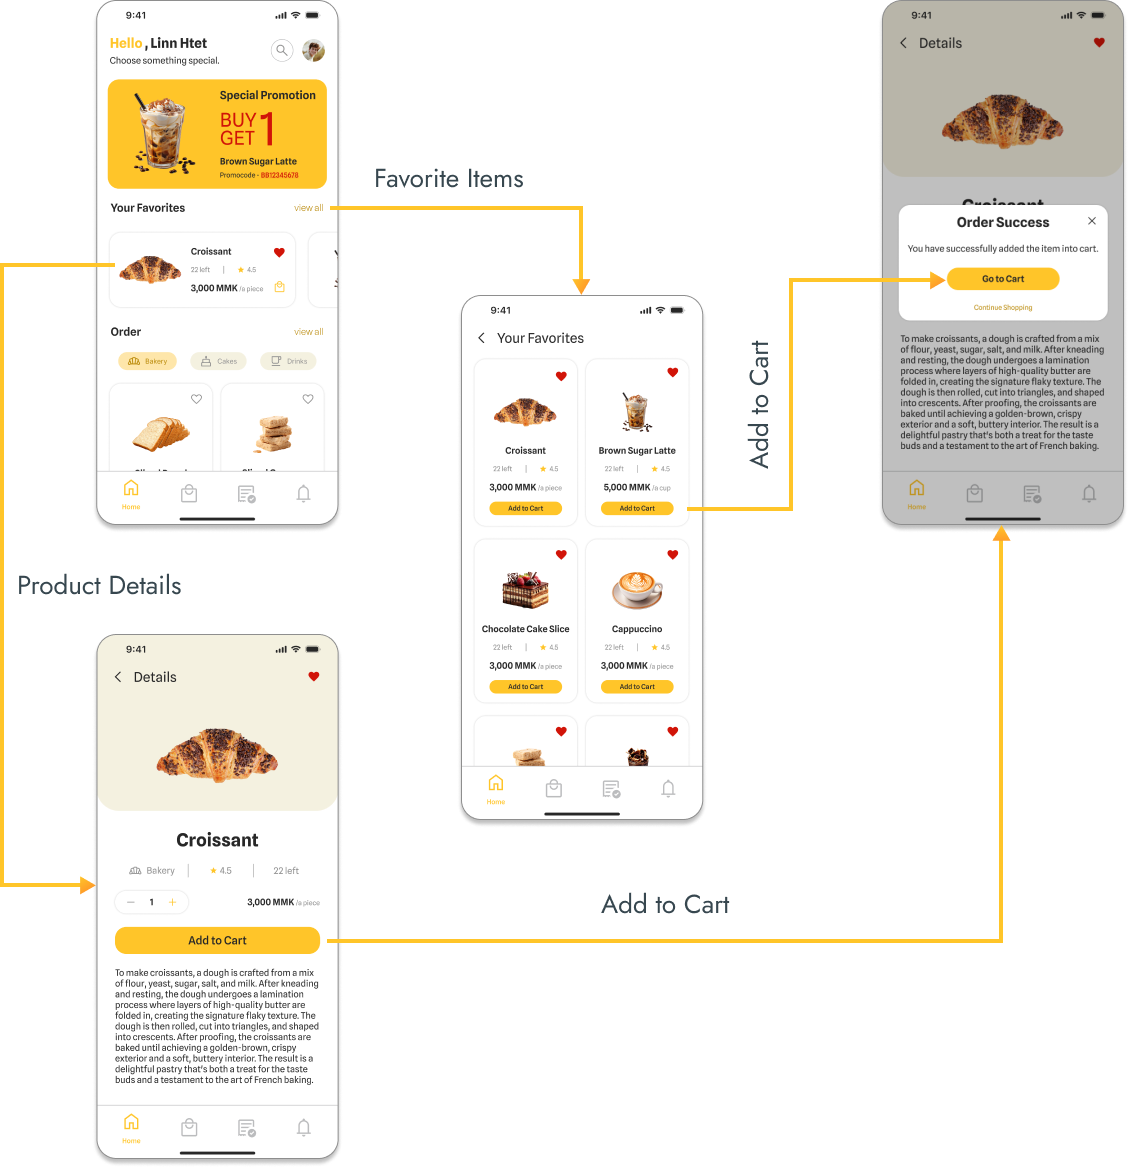 9:41
Hello , Linn Htet
Choose something special.
Special Promotion
BUY
GET 1
Brown Sugar Latte
Promocode - BB12345678
Your Favorites
view all
Croissant
22 left | 4.5
3,000 MMK /a piece
Order
view all
Bakery
Cakes
Drinks
Home
Favorite Items
9:41
Your Favorites
Croissant
22 left | 4.5
3,000 MMK /a piece
Add to Cart
Brown Sugar Latte
22 left | 4.5
5,000 MMK /a cup
Add to Cart
Chocolate Cake Slice
22 left | 4.5
3,000 MMK /a piece
Add to Cart
Cappuccino
22 left | 4.5
3,000 MMK /a piece
Add to Cart
Home
Add to Cart
9:41
Details
Croissant
Order Success
You have successfully added the item into cart.
Go to Cart
Continue Shopping
To make croissants, a dough is crafted from a mix
of flour, yeast, sugar, salt, and milk. After kneading
and resting, the dough undergoes a lamination
process where layers of high-quality butter are
folded in, creating the signature flaky texture. The
dough is then rolled, cut into triangles, and shaped
into crescents. After proofing, the croissants are
baked until achieving a golden-brown, crispy
exterior and a soft, buttery interior. The result is a
delightful pastry that's both a treat for the taste
buds and a testament to the art of French baking.
Home
Product Details
9:41
Details
Croissant
Bakery | 4.5 | 22 left
1
3,000 MMK /a piece
Add to Cart
To make croissants, a dough is crafted from a mix
of flour, yeast, sugar, salt, and milk. After kneading
and resting, the dough undergoes a lamination
process where layers of high-quality butter are
folded in, creating the signature flaky texture. The
dough is then rolled, cut into triangles, and shaped
into crescents. After proofing, the croissants are
baked until achieving a golden-brown, crispy
exterior and a soft, buttery interior. The result is a
delightful pastry that's both a treat for the taste
buds and a testament to the art of French baking.
Home
Add to Cart